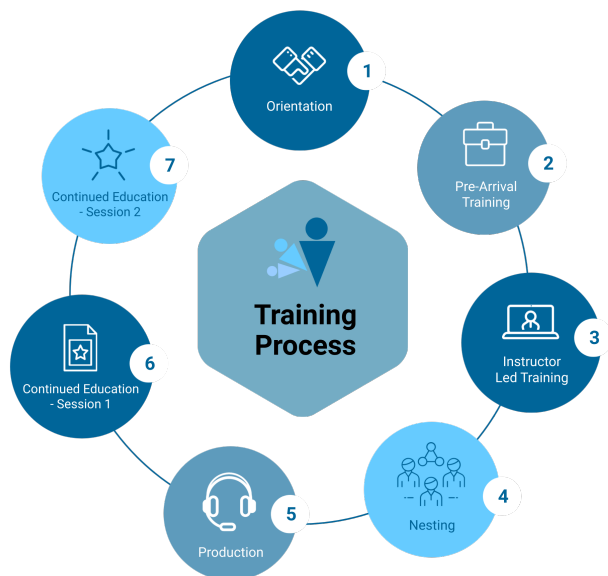 Training
Process
1
Orientation
2
Pre-Arrival
Training
3
Instructor
Led Training
4
Nesting
5
Production
6
Continued Education
- Session 1
7
Continued Education
- Session 2